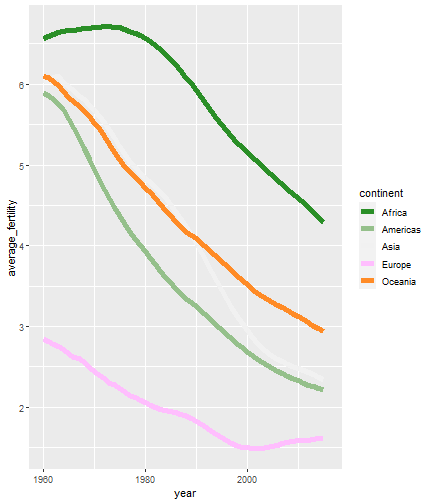 average_fertility
6
5
4
3
2
1960
1980
2000
year
continent
Africa
Americas
Asia
Europe
Oceania